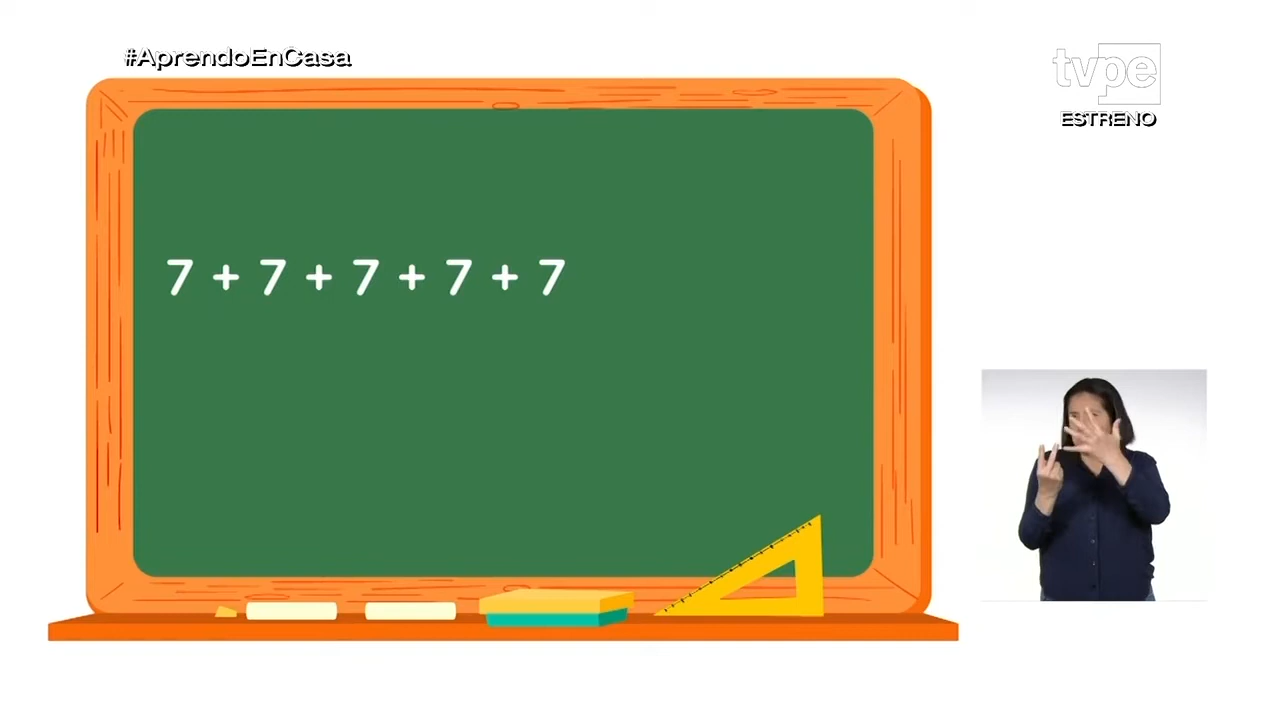 #AprendoEnCasa
tvpe
ESTRENO
7 + 7 + 7 + 7 + 7